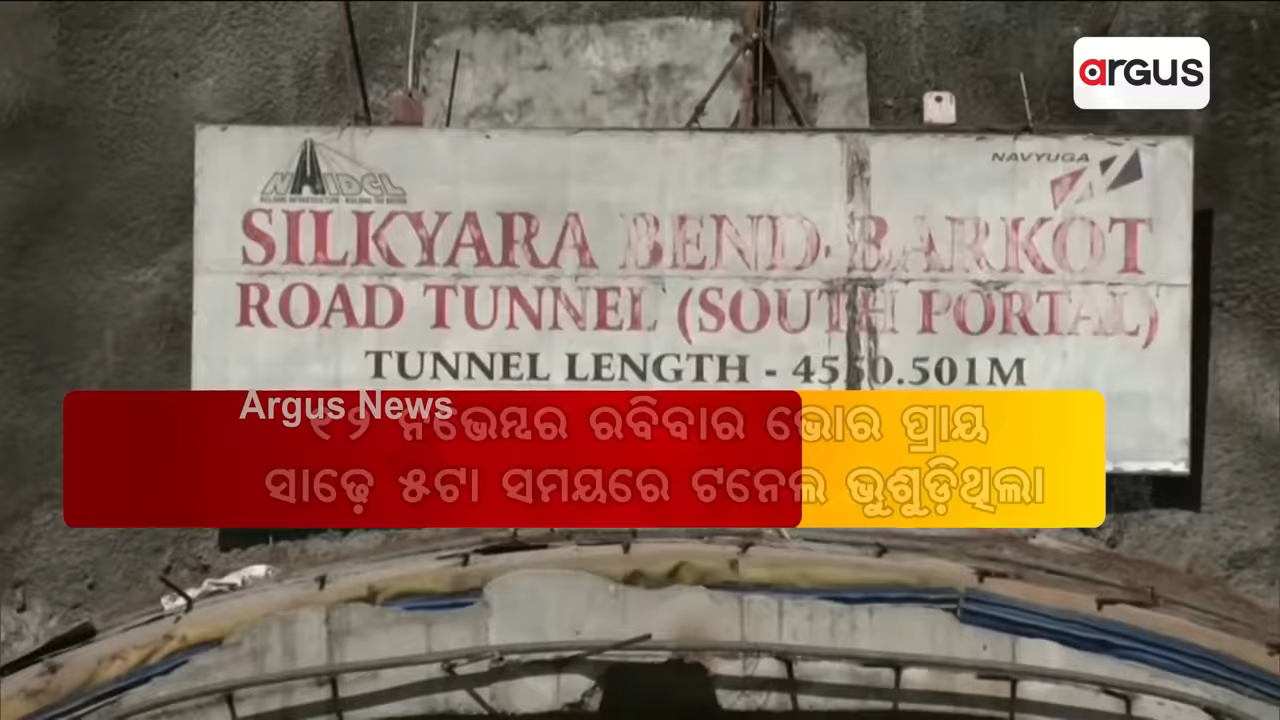 argus
NHIDCL
NAVYUGA
SILKYARA BEND-BARKOT
ROAD TUNNEL (SOUTH PORTAL)
TUNNEL LENGTH - 4550.501M
Argus News
୧୨ ନଭେମ୍ବର ରବିବାର ଭୋର ପ୍ରାୟ
ସାଢ଼େ ୫ଟା ସମୟରେ ଟନେଲ ଭୁଶୁଡ଼ିଥିଲା